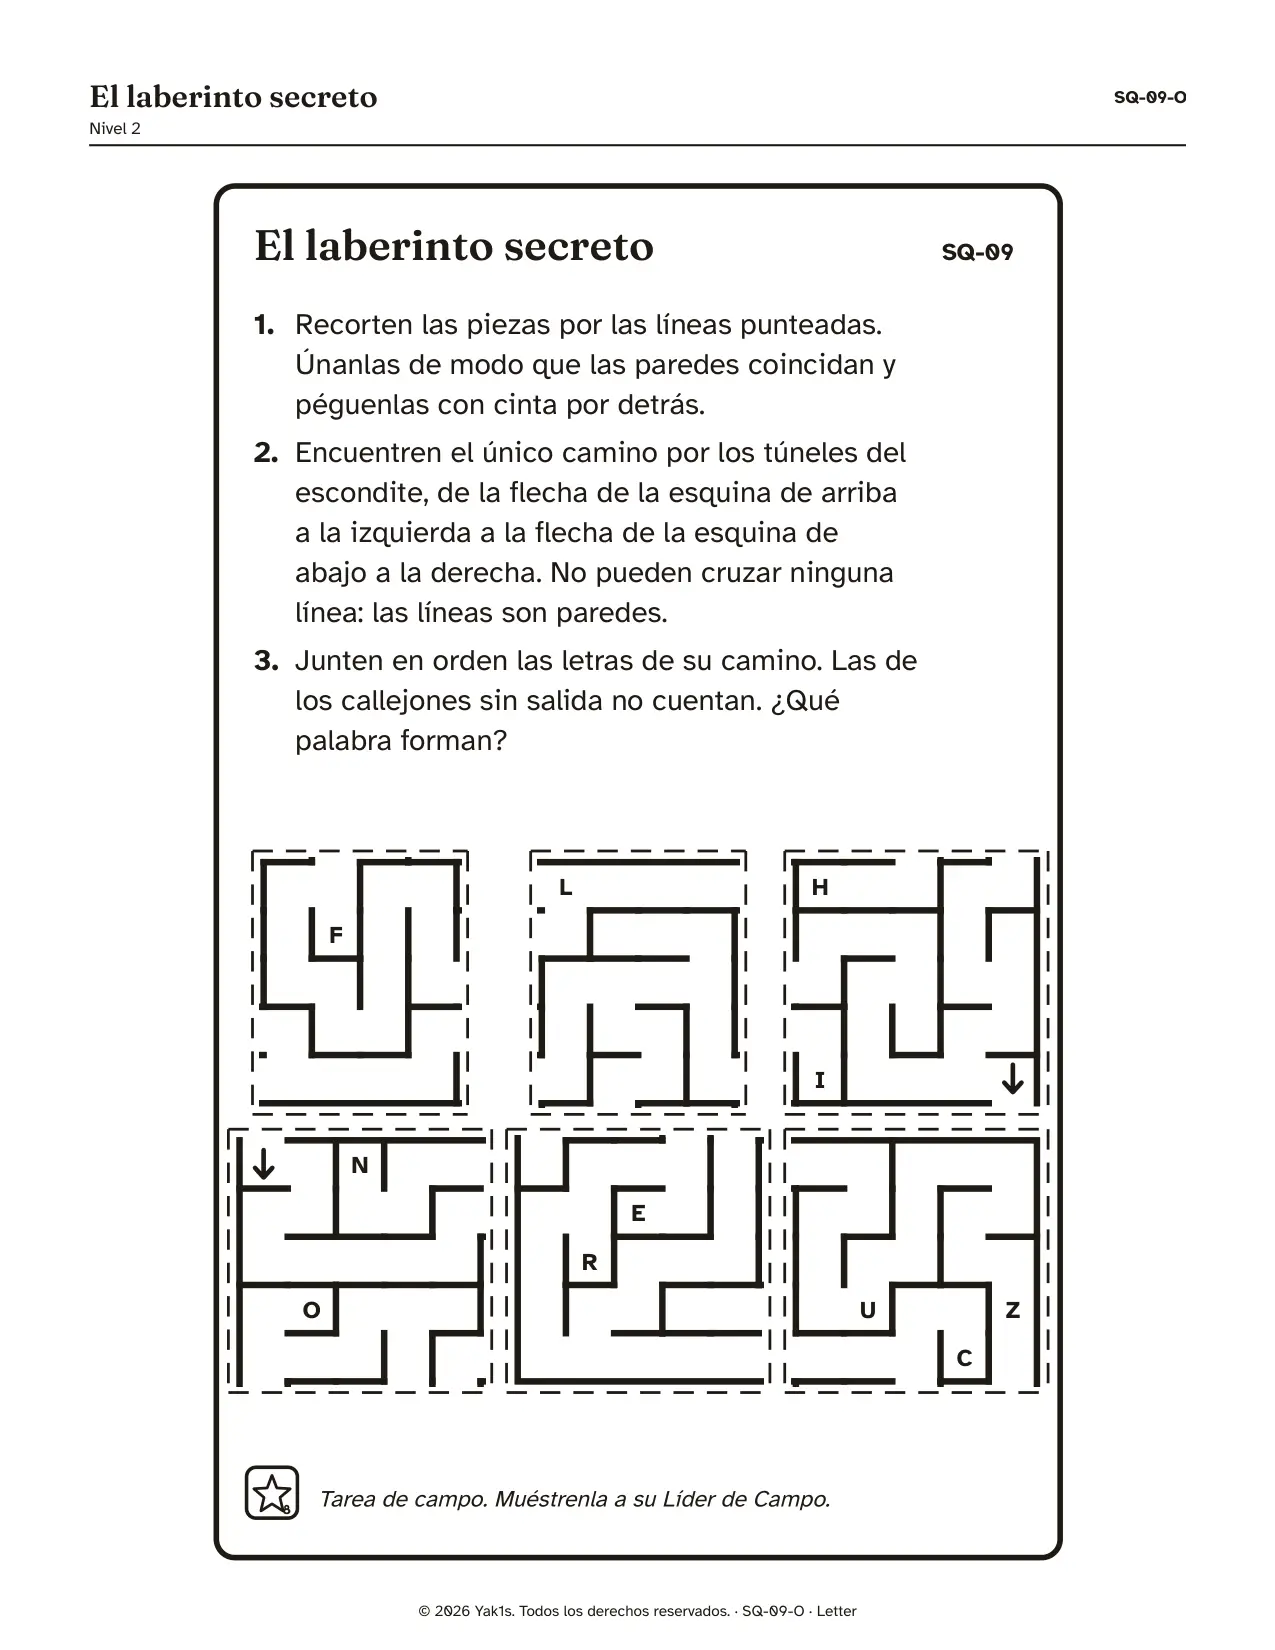 El laberinto secreto
SQ-09-O
Nivel 2
El laberinto secreto
SQ-09
1. Recorten las piezas por las líneas punteadas.
Únanlas de modo que las paredes coincidan y
péguenlas con cinta por detrás.
2. Encuentren el único camino por los túneles del
escondite, de la flecha de la esquina de arriba
a la izquierda a la flecha de la esquina de
abajo a la derecha. No pueden cruzar ninguna
línea: las líneas son paredes.
3. Junten en orden las letras de su camino. Las de
los callejones sin salida no cuentan. ¿Qué
palabra forman?
L
H
F
I
N
E
R
O
U
Z
C
8
Tarea de campo. Muéstrenla a su Líder de Campo.
© 2026 Yak1s. Todos los derechos reservados. · SQ-09-O · Letter